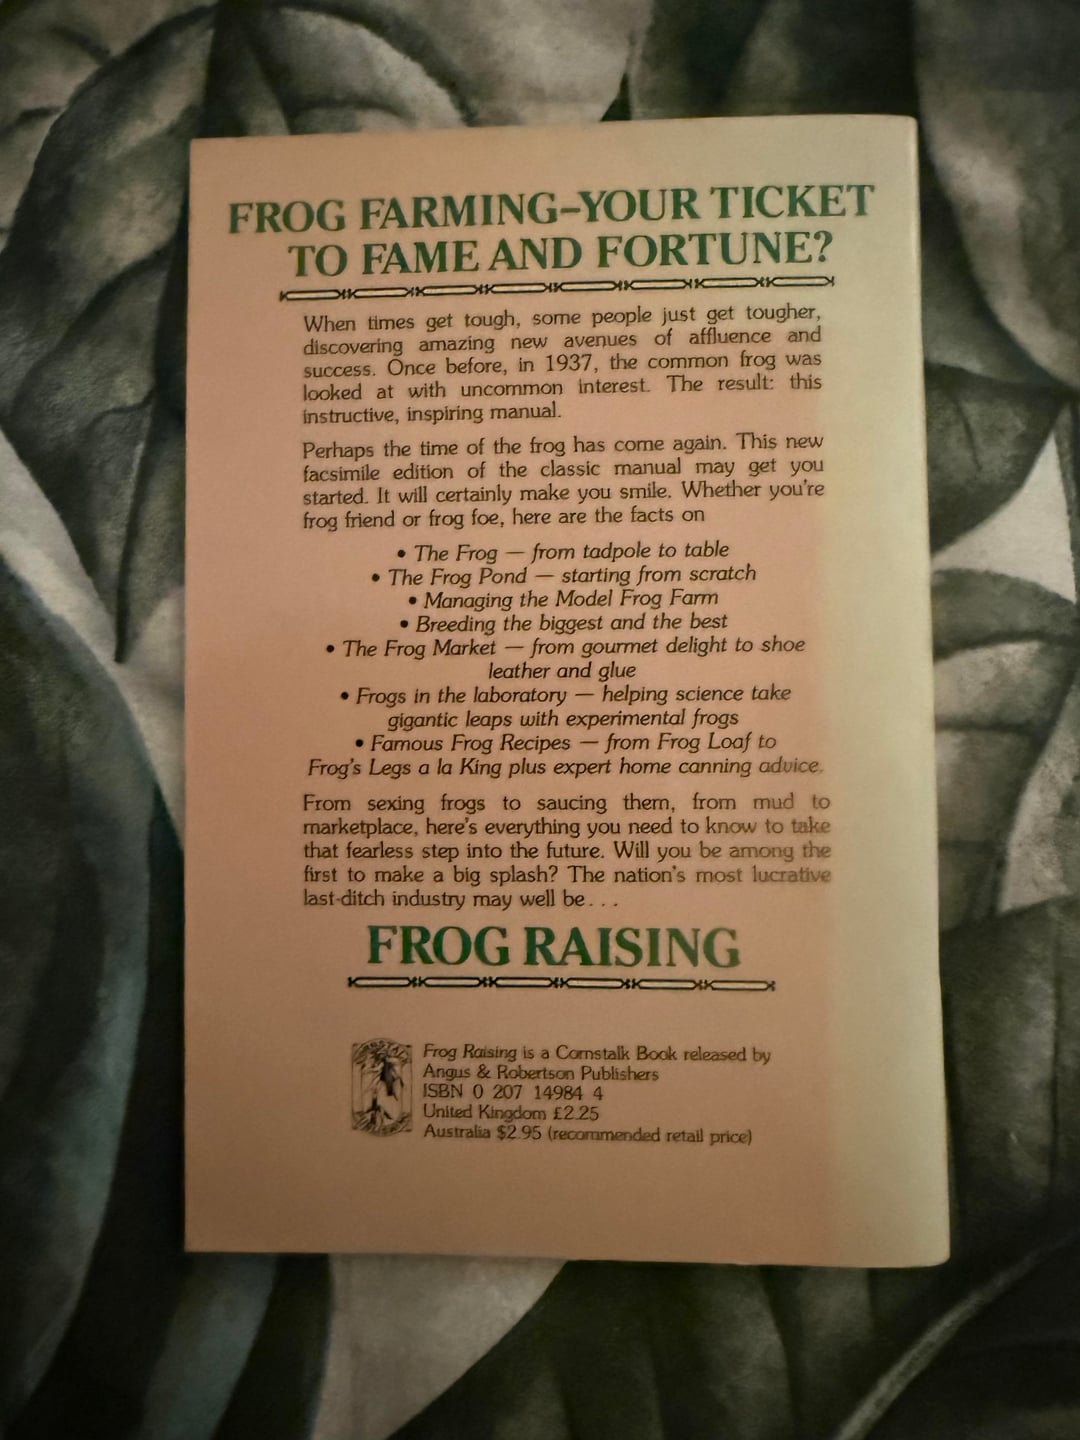 FROG FARMING–YOUR TICKET
TO FAME AND FORTUNE?
When times get tough, some people just get tougher,
discovering amazing new avenues of affluence and
success. Once before, in 1937, the common frog was
looked at with uncommon interest. The result: this
instructive, inspiring manual.
Perhaps the time of the frog has come again. This new
facsimile edition of the classic manual may get you
started. It will certainly make you smile. Whether you're
frog friend or frog foe, here are the facts on
• The Frog — from tadpole to table
• The Frog Pond — starting from scratch
• Managing the Model Frog Farm
• Breeding the biggest and the best
• The Frog Market — from gourmet delight to shoe
leather and glue
• Frogs in the laboratory — helping science take
gigantic leaps with experimental frogs
• Famous Frog Recipes — from Frog Loaf to
Frog's Legs a la King plus expert home canning advice.
From sexing frogs to saucing them, from mud to
marketplace, here's everything you need to know to take
that fearless step into the future. Will you be among the
first to make a big splash? The nation's most lucrative
last-ditch industry may well be . . .
FROG RAISING
Frog Raising is a Cornstalk Book released by
Angus & Robertson Publishers
ISBN 0 207 14984 4
United Kingdom £2.25
Australia $2.95 (recommended retail price)